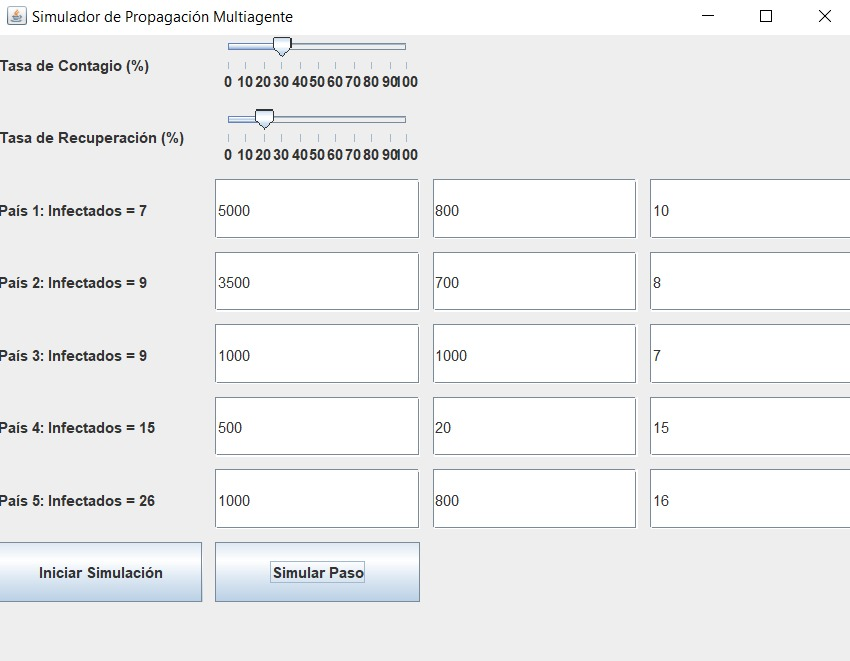 Simulador de Propagación Multiagente
Tasa de Contagio (%)
0 10 20 30 40 50 60 70 80 90 100
Tasa de Recuperación (%)
0 10 20 30 40 50 60 70 80 90 100
País 1: Infectados = 7 5000 800 10
País 2: Infectados = 9 3500 700 8
País 3: Infectados = 9 1000 1000 7
País 4: Infectados = 15 500 20 15
País 5: Infectados = 26 1000 800 16
Iniciar Simulación Simular Paso